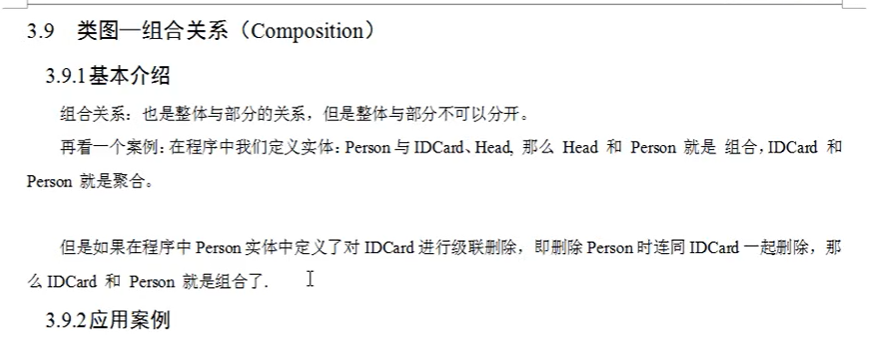 3.9 类图—组合关系（Composition）
3.9.1基本介绍
组合关系：也是整体与部分的关系，但是整体与部分不可以分开。
再看一个案例：在程序中我们定义实体：Person 与 IDCard、Head, 那么 Head 和 Person 就是 组合，IDCard 和
Person 就是聚合。
但是如果在程序中 Person 实体中定义了对 IDCard 进行级联删除，即删除 Person 时连同 IDCard 一起删除，那
么 IDCard 和 Person 就是组合了.
3.9.2应用案例